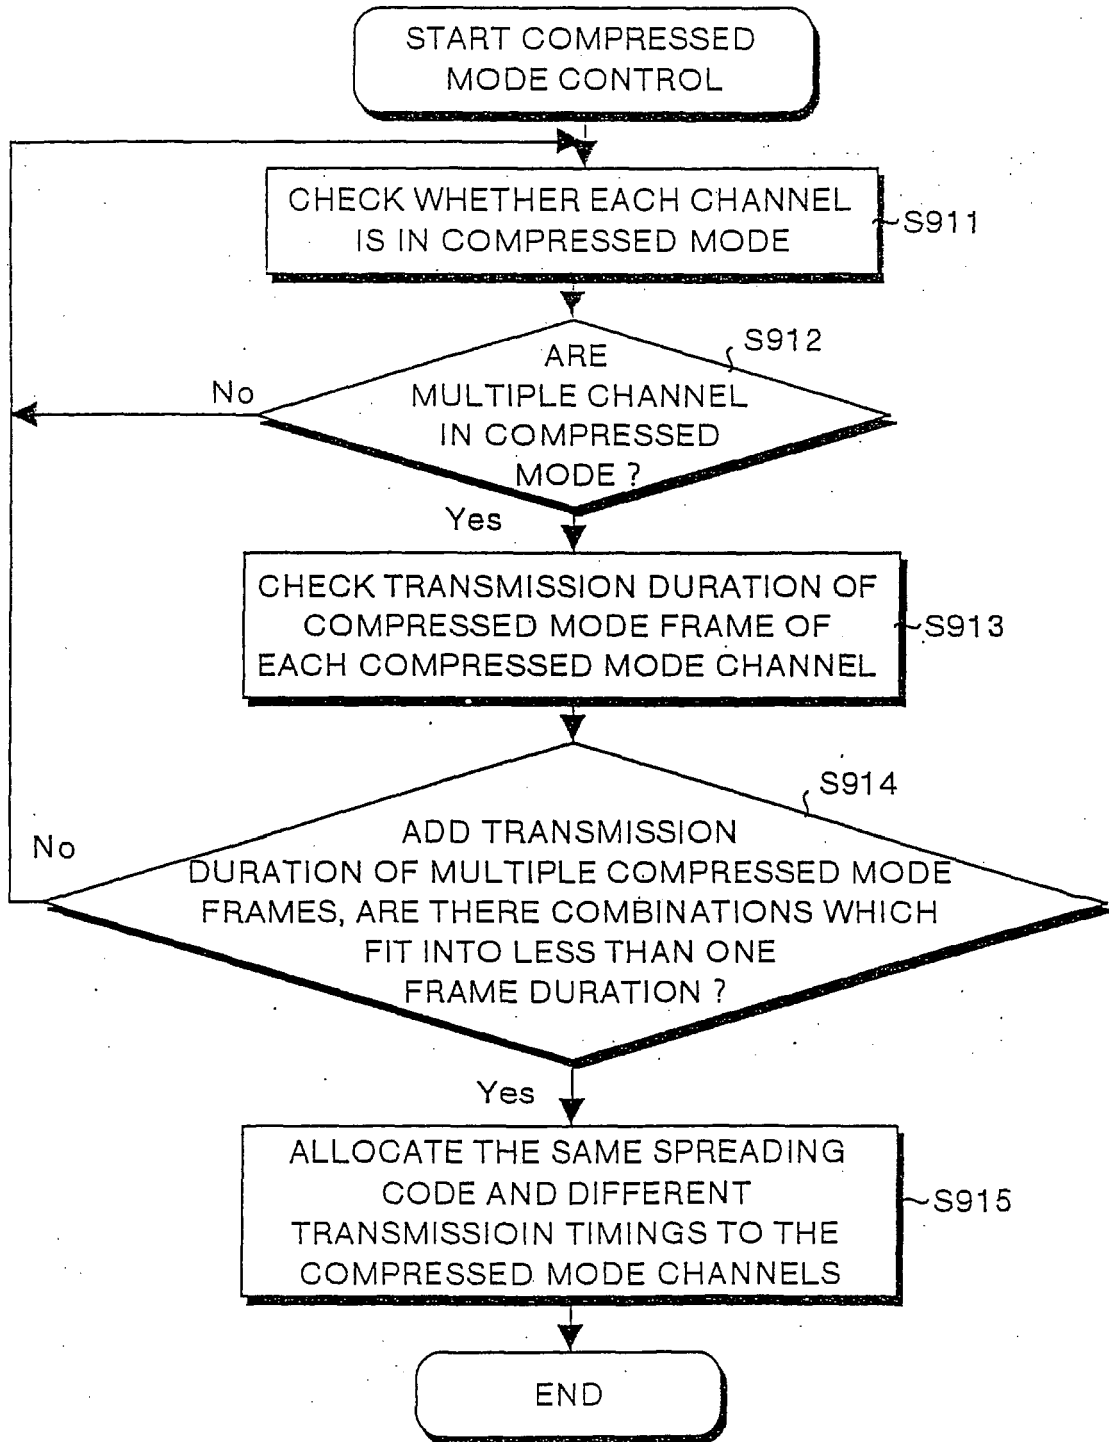 START COMPRESSED
MODE CONTROL
CHECK WHETHER EACH CHANNEL
IS IN COMPRESSED MODE
S911
S912
ARE
MULTIPLE CHANNEL
IN COMPRESSED
MODE ?
No
Yes
CHECK TRANSMISSION DURATION OF
COMPRESSED MODE FRAME OF
EACH COMPRESSED MODE CHANNEL
S913
S914
ADD TRANSMISSION
DURATION OF MULTIPLE COMPRESSED MODE
FRAMES, ARE THERE COMBINATIONS WHICH
FIT INTO LESS THAN ONE
FRAME DURATION ?
No
Yes
ALLOCATE THE SAME SPREADING
CODE AND DIFFERENT
TRANSMISSIOIN TIMINGS TO THE
COMPRESSED MODE CHANNELS
S915
END